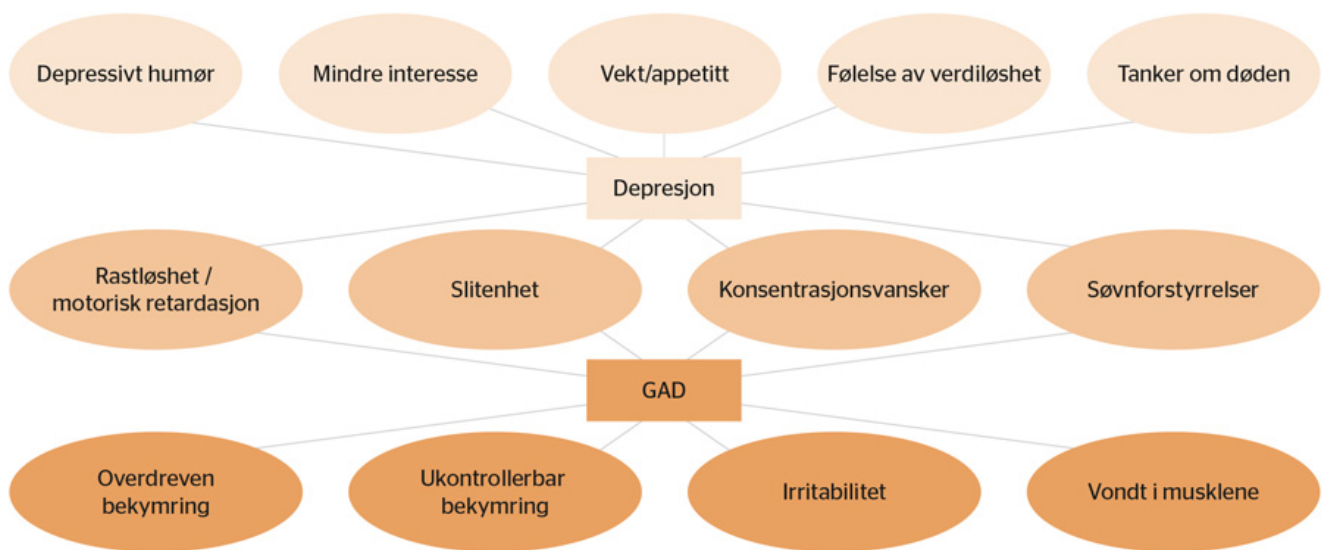 Depressivt humør
Mindre interesse
Vekt/appetitt
Følelse av verdiløshet
Tanker om døden
Depresjon
Rastløshet /
motorisk retardasjon
Slitenhet
Konsentrasjonsvansker
Søvnforstyrrelser
GAD
Overdreven
bekymring
Ukontrollerbar
bekymring
Irritabilitet
Vondt i musklene